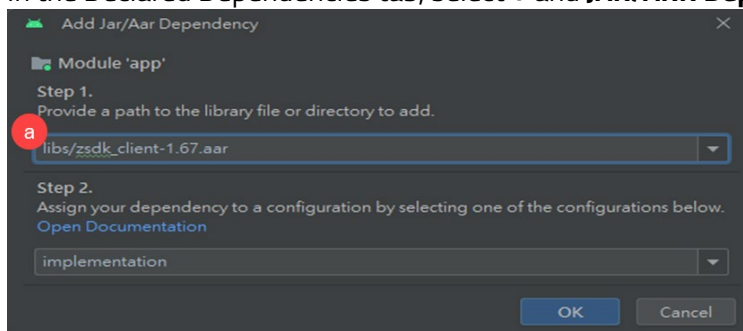 Add Jar/Aar Dependency
Module 'app'
Step 1.
Provide a path to the library file or directory to add.
a
libs/zsdk_client-1.67.aar
Step 2.
Assign your dependency to a configuration by selecting one of the configurations below.
Open Documentation
implementation
OK Cancel